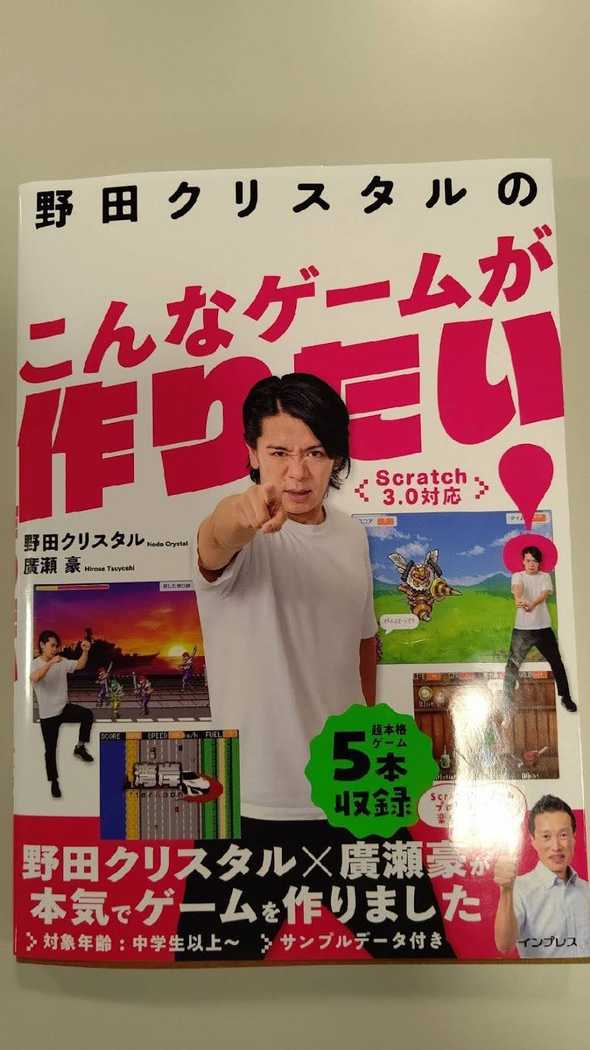 野田クリスタルの
こんなゲームが
作りたい!
Scratch
3.0対応
野田クリスタル Noda Crystal
廣瀬 豪 Hirose Tsuyoshi
スコア
SCORE
SPEED
FUEL
湾岸
超本格
ゲーム
5本
収録
野田クリスタル×廣瀬豪が
本気でゲームを作りました
対象年齢:中学生以上~
サンプルデータ付き
インプレス